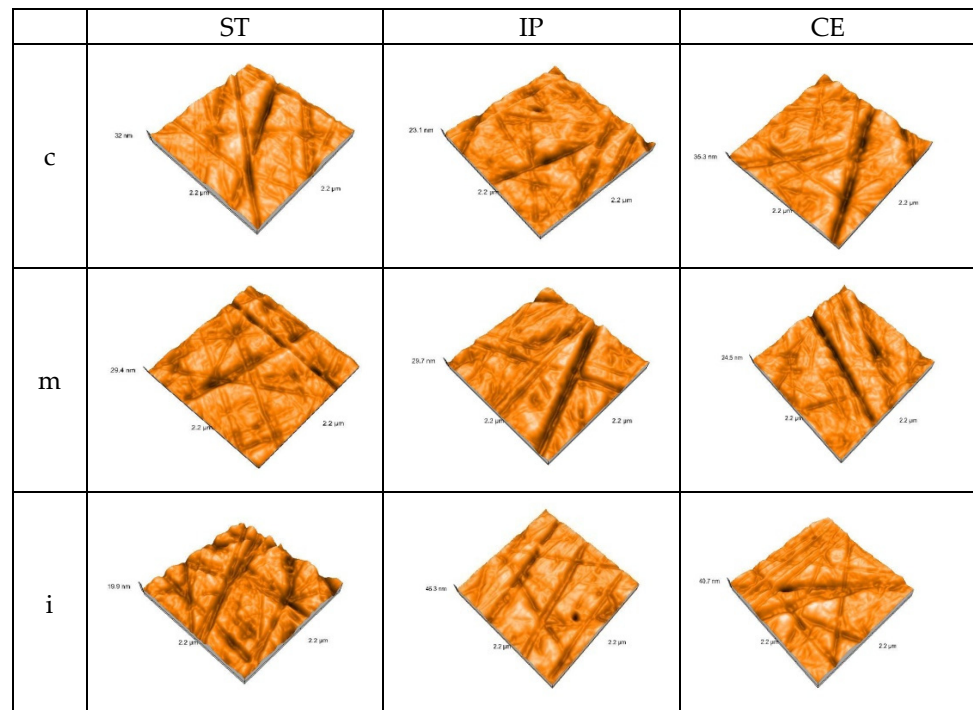 ST IP CE
c
32 nm
2.2 µm
2.2 µm
23.1 nm
2.2 µm
2.2 µm
35.3 nm
2.2 µm
2.2 µm
m
29.4 nm
2.2 µm
2.2 µm
29.7 nm
2.2 µm
2.2 µm
24.5 nm
2.2 µm
2.2 µm
i
19.9 nm
2.2 µm
2.2 µm
46.3 nm
2.2 µm
2.2 µm
40.7 nm
2.2 µm
2.2 µm